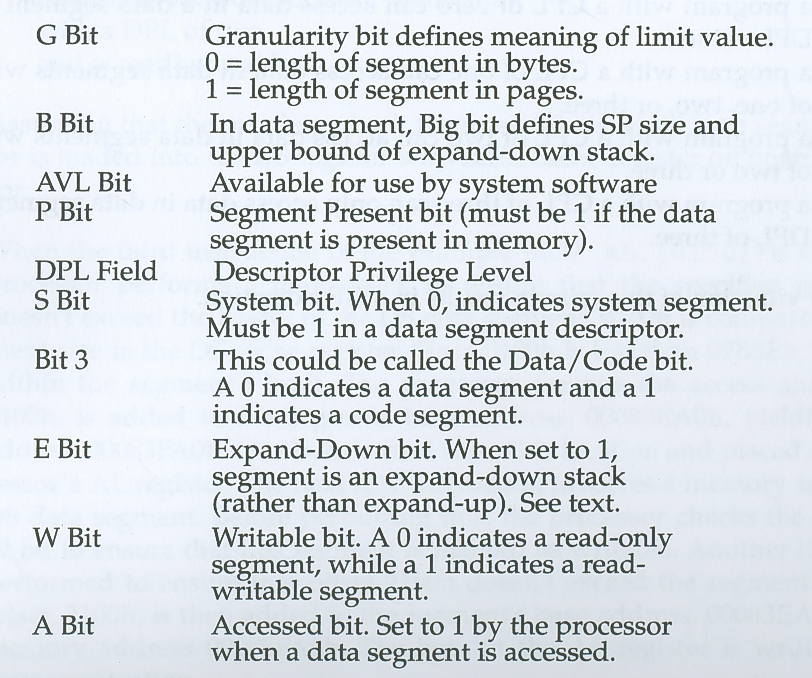 G Bit Granularity bit defines meaning of limit value.
0 = length of segment in bytes.
1 = length of segment in pages.
B Bit In data segment, Big bit defines SP size and
upper bound of expand-down stack.
AVL Bit Available for use by system software
P Bit Segment Present bit (must be 1 if the data
segment is present in memory).
DPL Field Descriptor Privilege Level
S Bit System bit. When 0, indicates system segment.
Must be 1 in a data segment descriptor.
Bit 3 This could be called the Data/Code bit.
A 0 indicates a data segment and a 1
indicates a code segment.
E Bit Expand-Down bit. When set to 1,
segment is an expand-down stack
(rather than expand-up). See text.
W Bit Writable bit. A 0 indicates a read-only
segment, while a 1 indicates a read-
writable segment.
A Bit Accessed bit. Set to 1 by the processor
when a data segment is accessed.